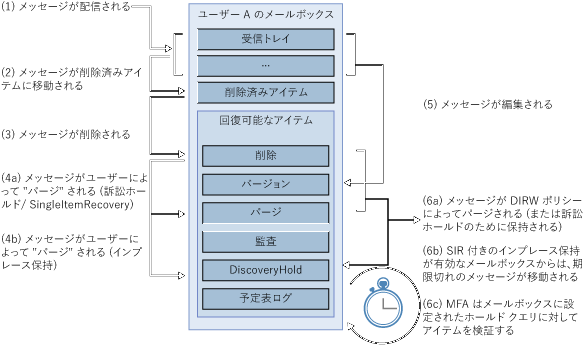 (1) メッセージが配信される
(2) メッセージが削除済みアイ
テムに移動される
(3) メッセージが削除される
(4a) メッセージがユーザーによ
って "パージ" される (訴訟ホー
ルド/ SingleItemRecovery)
(4b) メッセージがユーザーに
よって "パージ" される (インプ
レース保持)
ユーザー A のメールボックス
受信トレイ
...
削除済みアイテム
回復可能なアイテム
削除
バージョン
パージ
監査
DiscoveryHold
予定表ログ
(5) メッセージが編集される
(6a) メッセージが DIRW ポリシー
によってパージされる (または訴訟
ホールドのために保持される)
(6b) SIR 付きのインプレース保持
が有効なメールボックスからは、期
限切れのメッセージが移動される
(6c) MFA はメールボックスに設
定されたホールド クエリに対して
アイテムを検証する